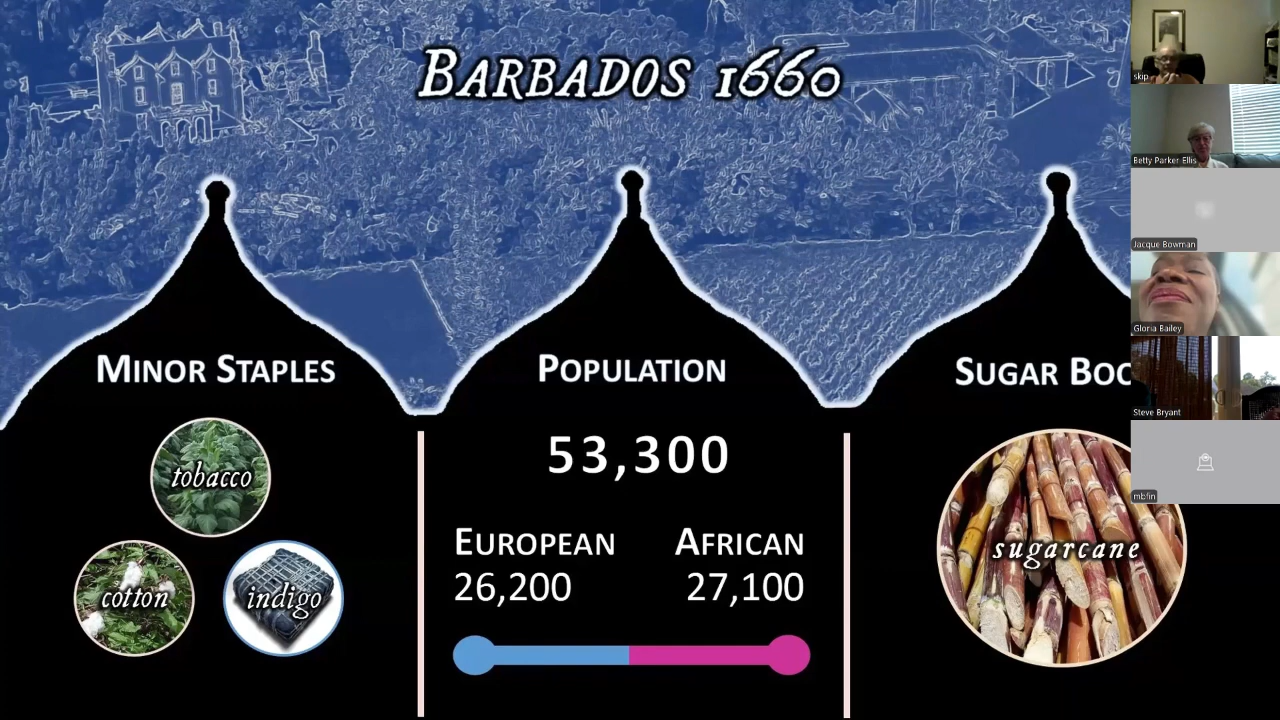 BARBADOS 1660
MINOR STAPLES
tobacco
cotton
indigo
POPULATION
53,300
EUROPEAN AFRICAN
26,200 27,100
SUGAR BOO
sugarcane
skip
Betty Parker Ellis
Jacque Bowman
Gloria Bailey
Steve Bryant
mbfin